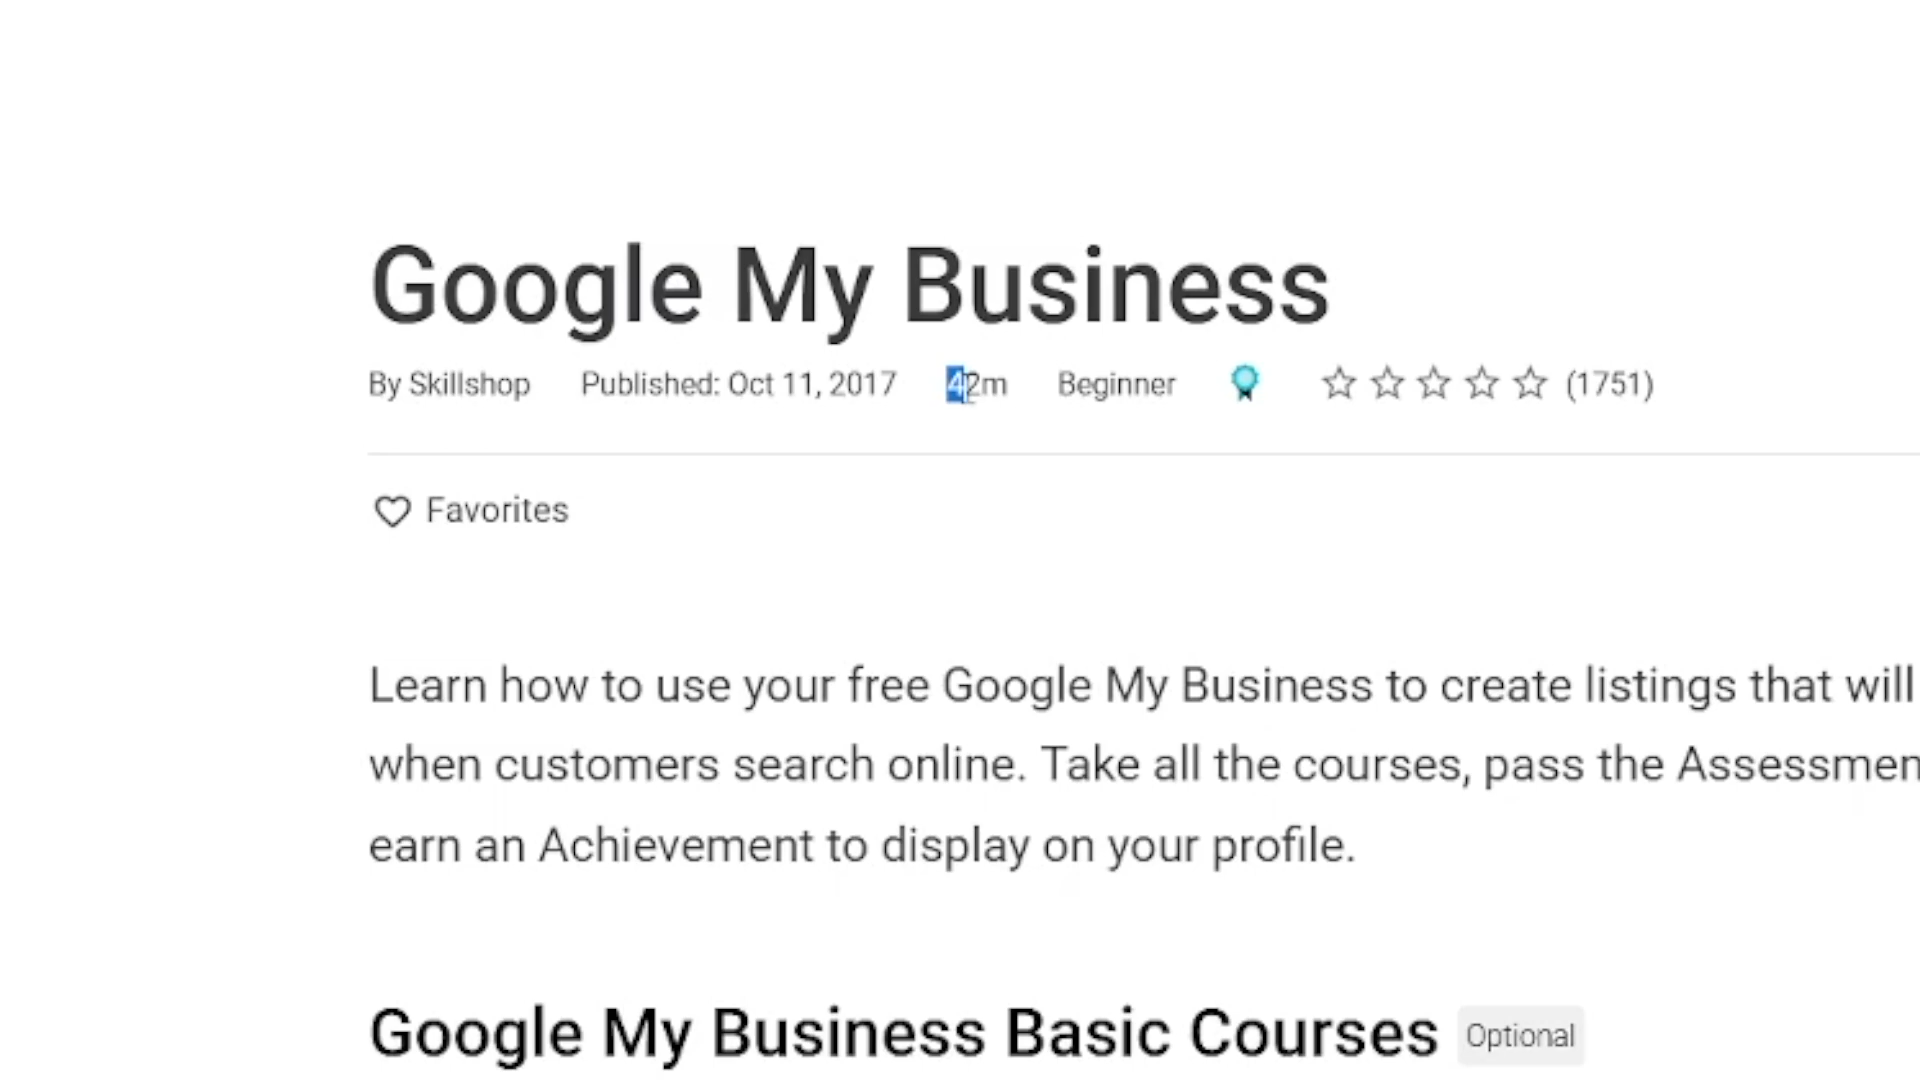 Google My Business
By Skillshop Published: Oct 11, 2017 42m Beginner (1751)
Favorites
Learn how to use your free Google My Business to create listings that will
when customers search online. Take all the courses, pass the Assessmen
earn an Achievement to display on your profile.
Google My Business Basic Courses Optional